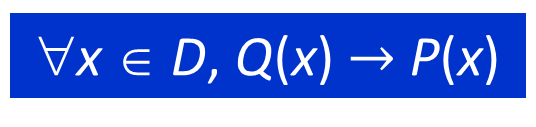 ∀x ∈ D, Q(x) → P(x)